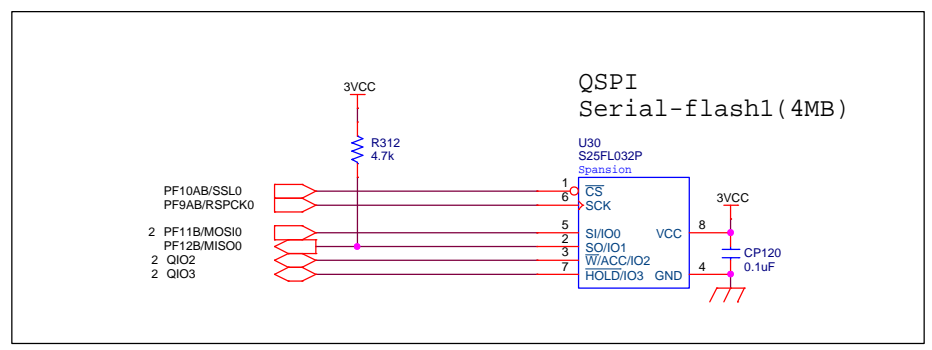 QSPI
Serial-flash1(4MB)
3VCC
R312
4.7k
U30
S25FL032P
Spansion
PF10AB/SSL0
1
CS
PF9AB/RSPCK0
6
SCK
3VCC
2 PF11B/MOSI0
5
SI/IO0
VCC
8
PF12B/MISO0
2
SO/IO1
2 QIO2
3
W/ACC/IO2
CP120
0.1uF
2 QIO3
7
HOLD/IO3
GND
4